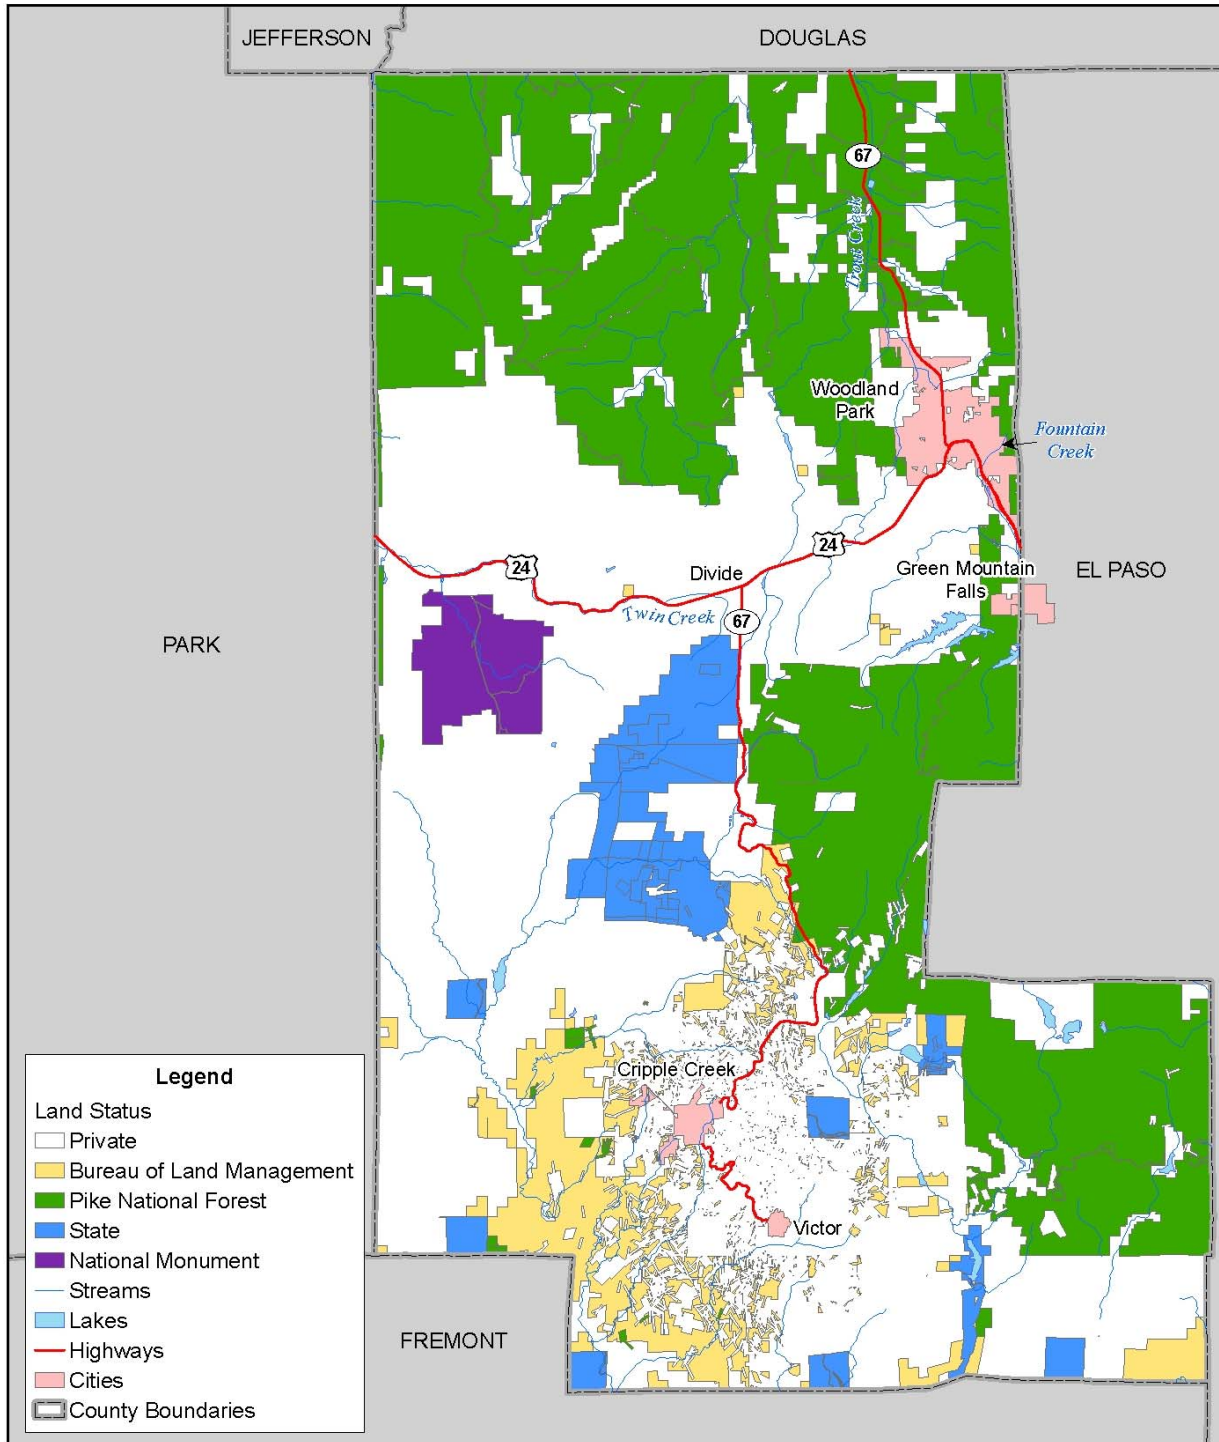 JEFFERSON
DOUGLAS
67
Trout Creek
Woodland
Park
Fountain
Creek
24
24
Divide
Green Mountain
Falls
EL PASO
Twin Creek
67
PARK
Cripple Creek
Victor
FREMONT
Legend
Land Status
Private
Bureau of Land Management
Pike National Forest
State
National Monument
Streams
Lakes
Highways
Cities
County Boundaries